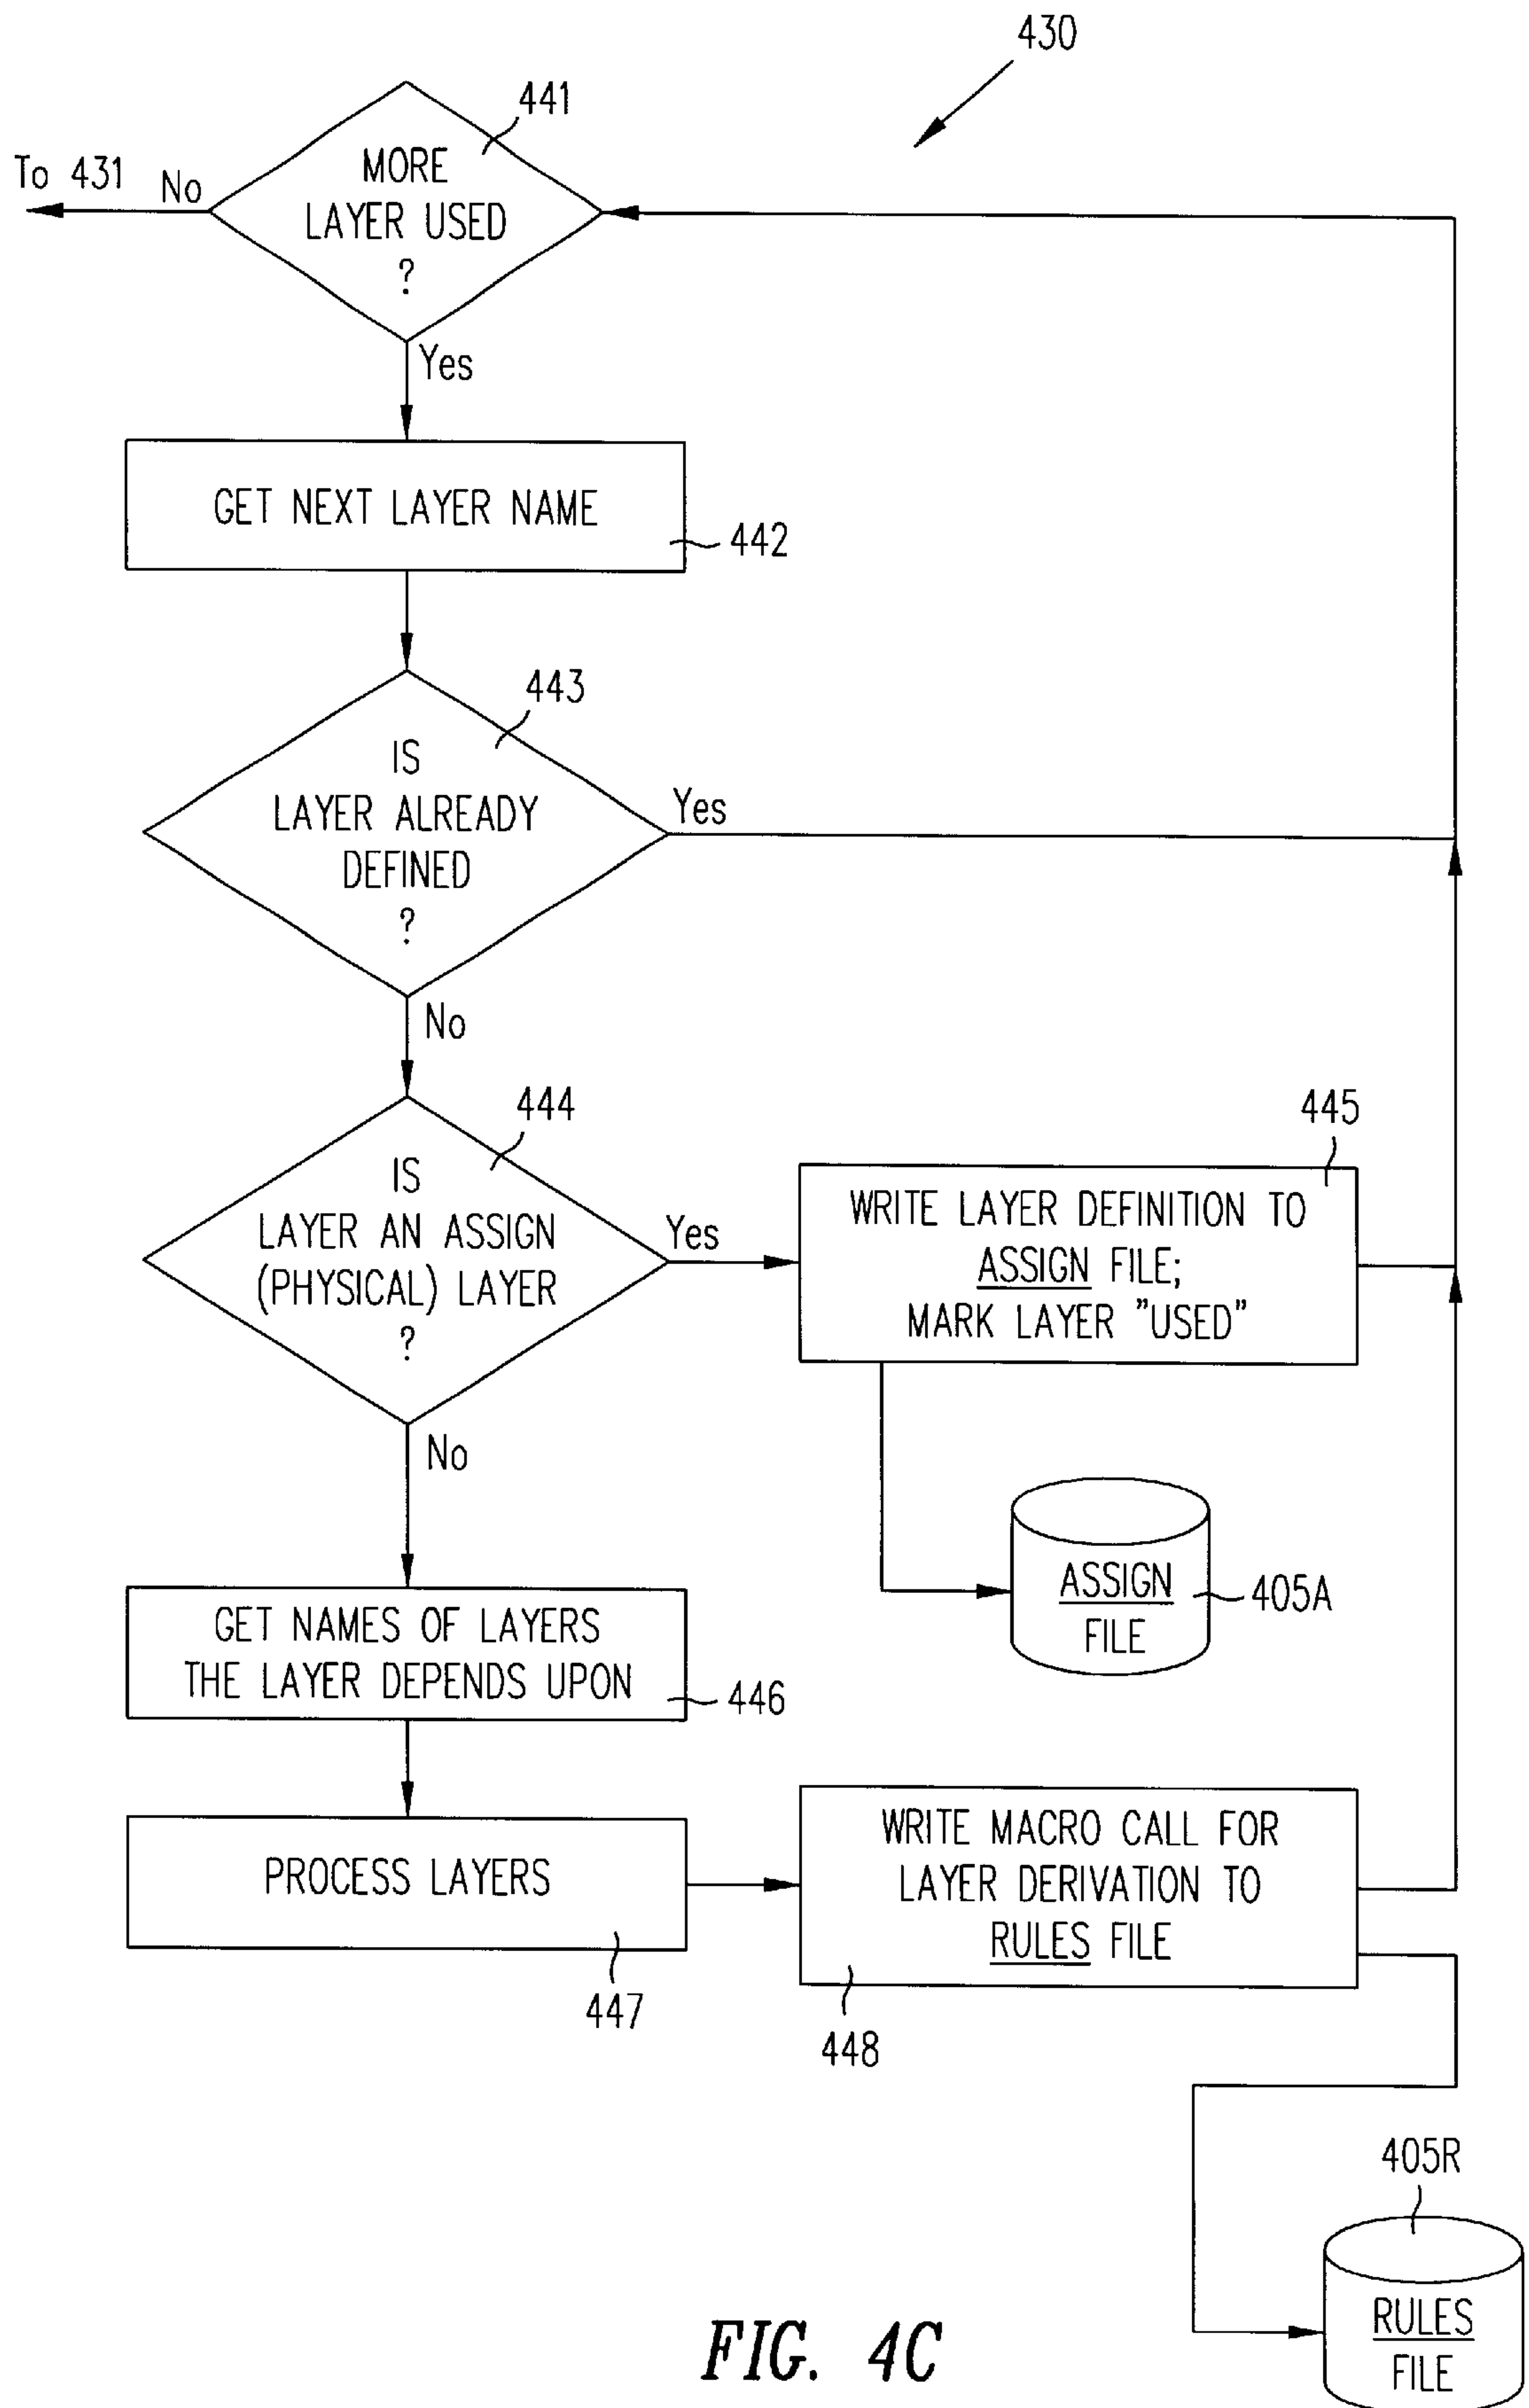 430
441
MORE
LAYER USED
?
To 431
No
Yes
GET NEXT LAYER NAME
442
443
IS
LAYER ALREADY
DEFINED
?
Yes
No
444
IS
LAYER AN ASSIGN
(PHYSICAL) LAYER
?
Yes
No
445
WRITE LAYER DEFINITION TO
ASSIGN FILE;
MARK LAYER "USED"
ASSIGN
FILE
405A
GET NAMES OF LAYERS
THE LAYER DEPENDS UPON
446
PROCESS LAYERS
447
WRITE MACRO CALL FOR
LAYER DERIVATION TO
RULES FILE
448
405R
RULES
FILE
FIG. 4C